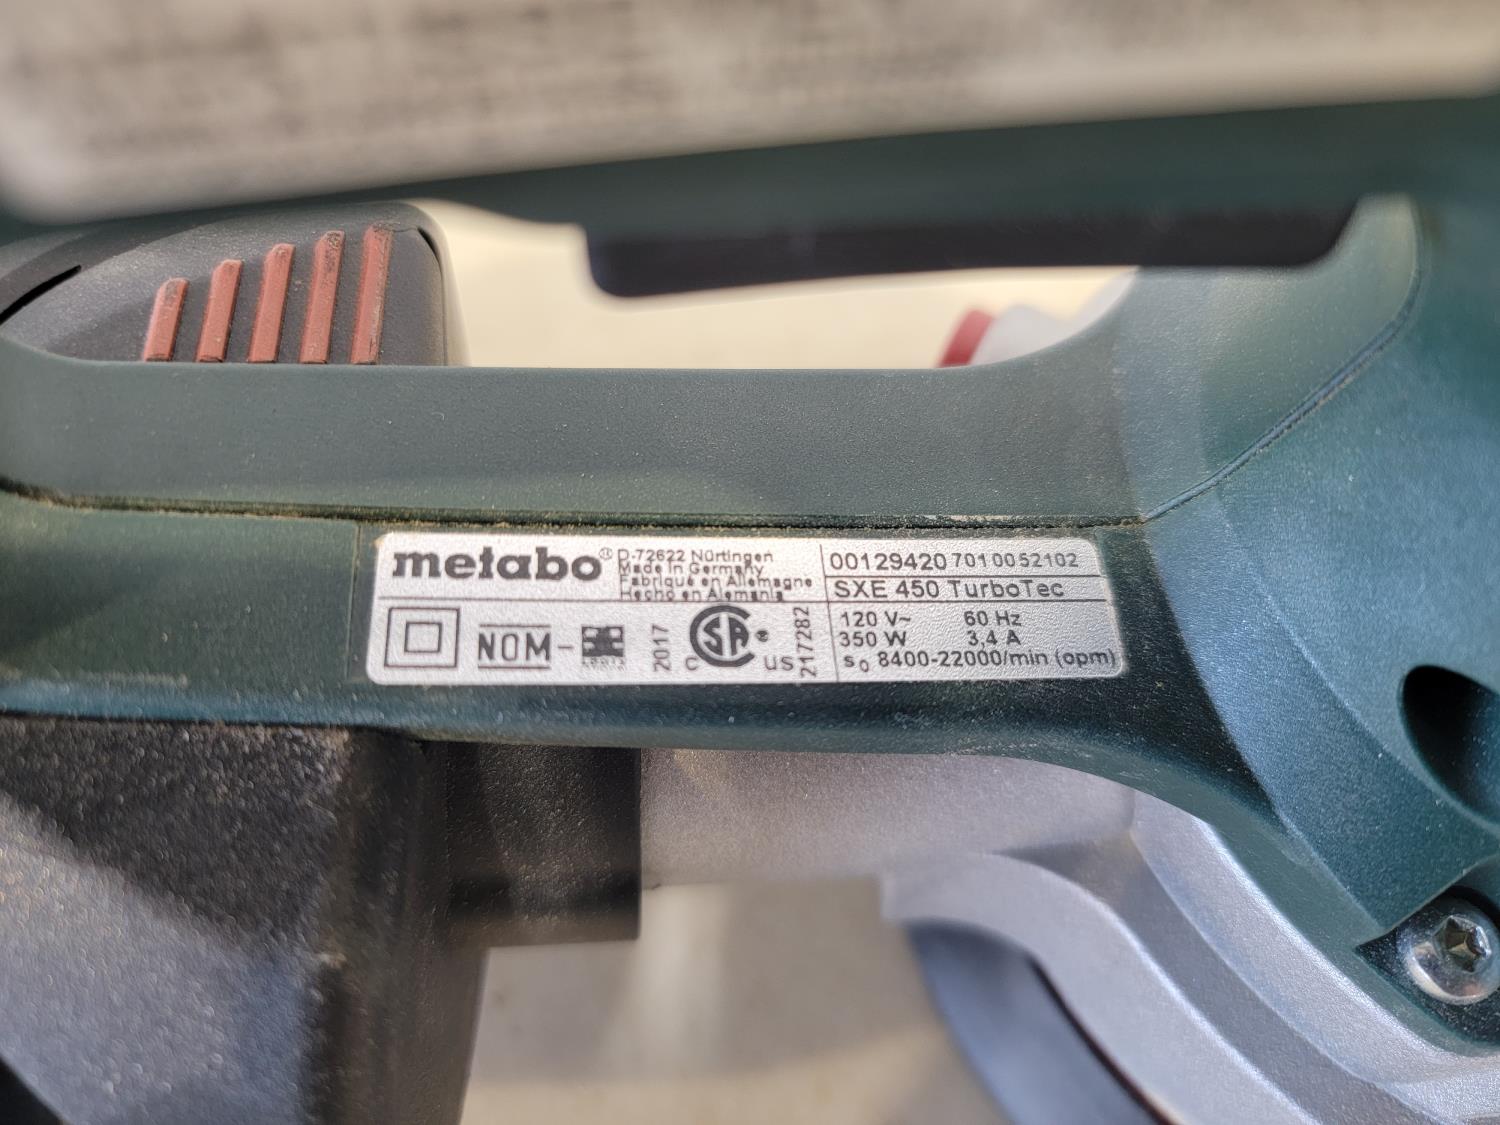 metabo®
D-72622 Nürtingen
Made in Germany
Fabriqué en Allemagne
Hecho en Alemania
00129420 7010052102
SXE 450 TurboTec
NOM-
2017
C SA ® US
217282
120 V~ 60 Hz
350 W 3,4 A
s₀ 8400-22000/min (opm)